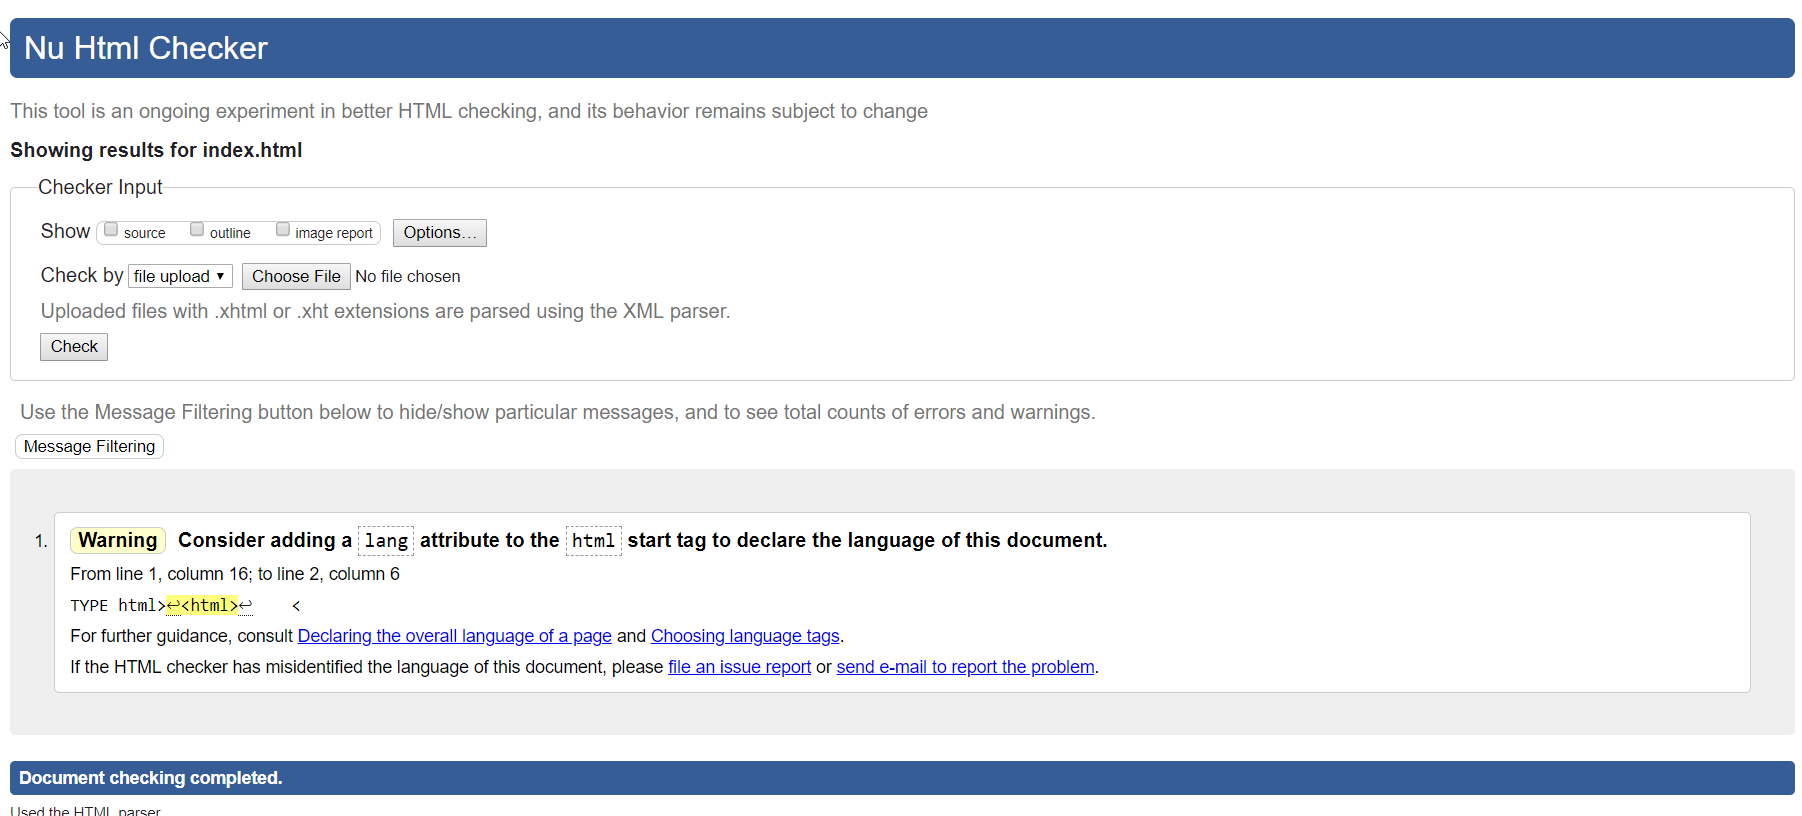 Nu Html Checker
This tool is an ongoing experiment in better HTML checking, and its behavior remains subject to change
Showing results for index.html
Checker Input
Show source outline image report Options...
Check by file upload ▼ Choose File No file chosen
Uploaded files with .xhtml or .xht extensions are parsed using the XML parser.
Check
Use the Message Filtering button below to hide/show particular messages, and to see total counts of errors and warnings.
Message Filtering
1. Warning Consider adding a lang attribute to the html start tag to declare the language of this document.
From line 1, column 16; to line 2, column 6
TYPE html>↩<html>↩ <
For further guidance, consult Declaring the overall language of a page and Choosing language tags.
If the HTML checker has misidentified the language of this document, please file an issue report or send e-mail to report the problem.
Document checking completed.
Used the HTML parser